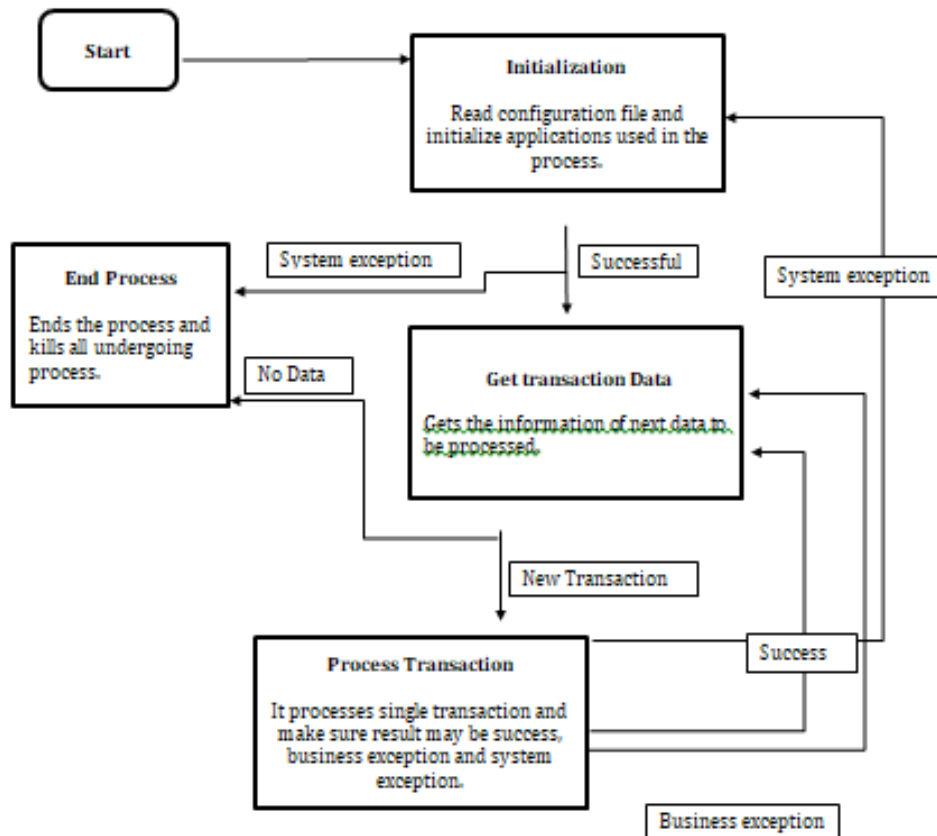 Start
Initialization
Read configuration file and
initialize applications used in the
process.
System exception
Successful
System exception
End Process
Ends the process and
kills all undergoing
process.
No Data
Get transaction Data
Gets the information of next data to
be processed.
New Transaction
Process Transaction
It processes single transaction and
make sure result may be success,
business exception and system
exception.
Success
Business exception